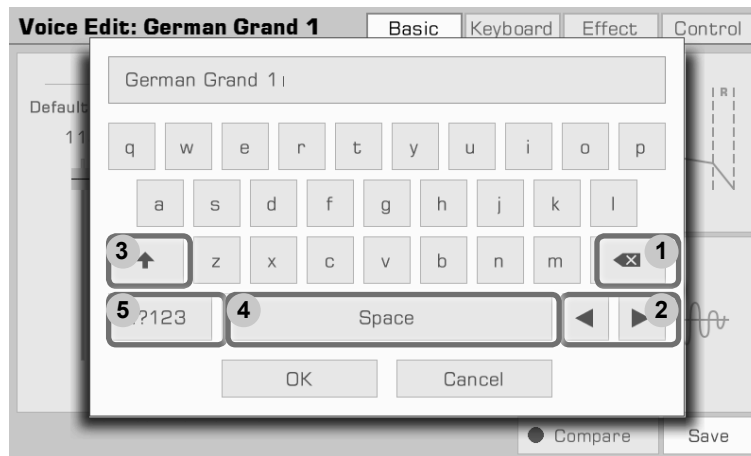 Voice Edit: German Grand 1 Basic Keyboard Effect Control
German Grand 1
R
Default
11
q w e r t y u i o p
a s d f g h j k l
3 z x c v b n m 1
5 ?123 4 Space 2
OK Cancel
Compare Save